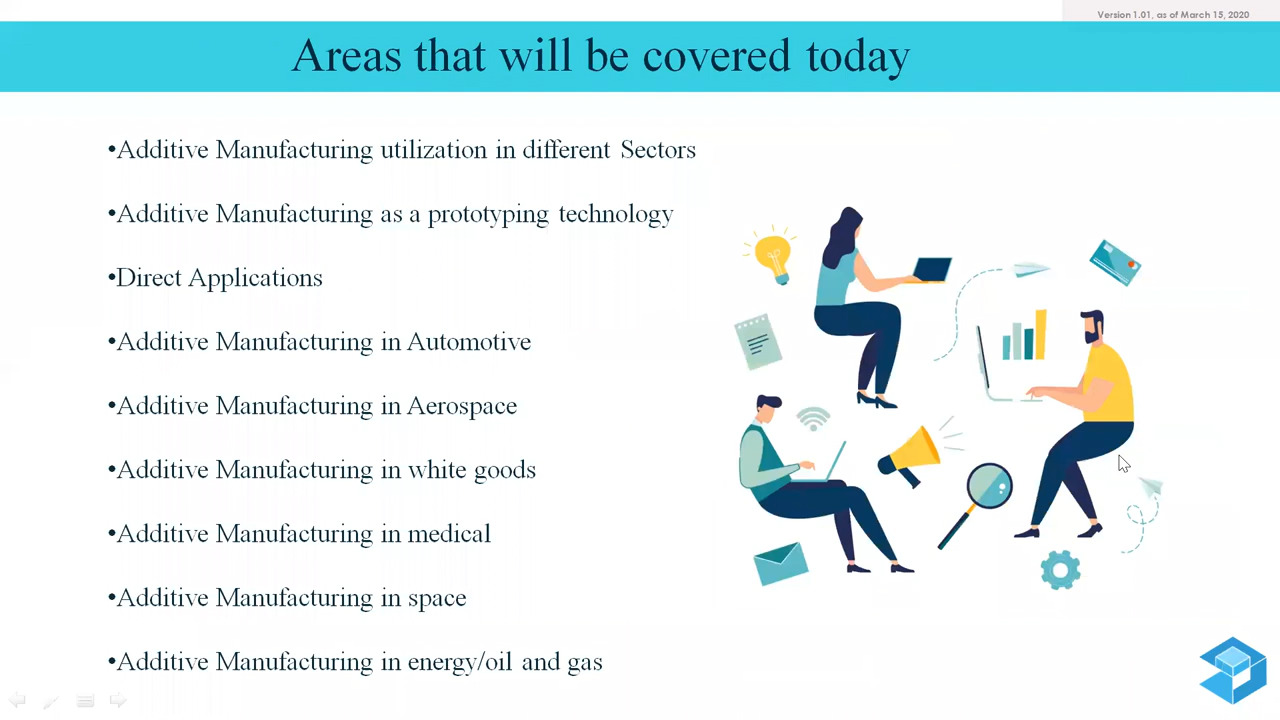 Version 1.01, as of March 15, 2020
Areas that will be covered today
•Additive Manufacturing utilization in different Sectors
•Additive Manufacturing as a prototyping technology
•Direct Applications
•Additive Manufacturing in Automotive
•Additive Manufacturing in Aerospace
•Additive Manufacturing in white goods
•Additive Manufacturing in medical
•Additive Manufacturing in space
•Additive Manufacturing in energy/oil and gas